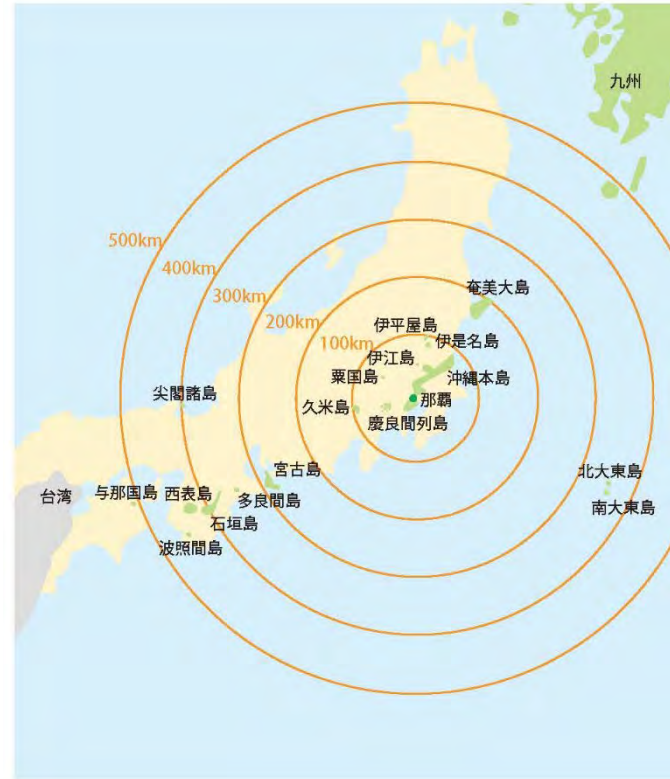 九州
500km
400km
300km
200km
100km
奄美大島
伊平屋島
伊是名島
伊江島
粟国島
沖縄本島
尖閣諸島
久米島
那覇
慶良間列島
宮古島
北大東島
台湾
与那国島
西表島
多良間島
南大東島
石垣島
波照間島